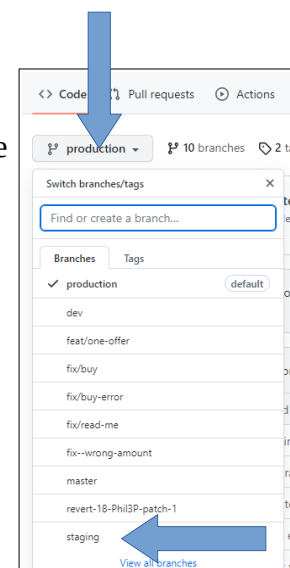 Code Pull requests Actions
e
production 10 branches 2 t
Switch branches/tags
Find or create a branch...
Branches Tags
production default
dev
feat/one-offer
fix/buy
fix/buy-error
fix/read-me
fix--wrong-amount
master
revert-18-Phil3P-patch-1
staging
View all branches